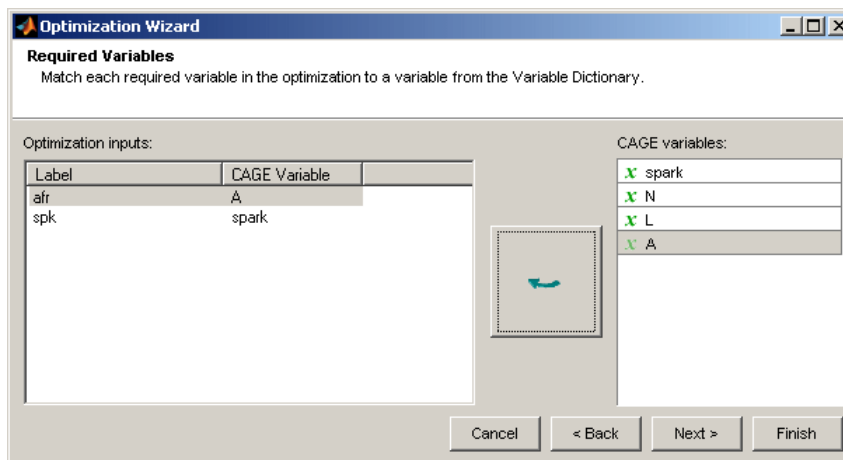 Optimization Wizard
Required Variables
Match each required variable in the optimization to a variable from the Variable Dictionary.
Optimization inputs:
Label CAGE Variable
afr A
spk spark
CAGE variables:
x spark
x N
x L
x A
Cancel < Back Next > Finish